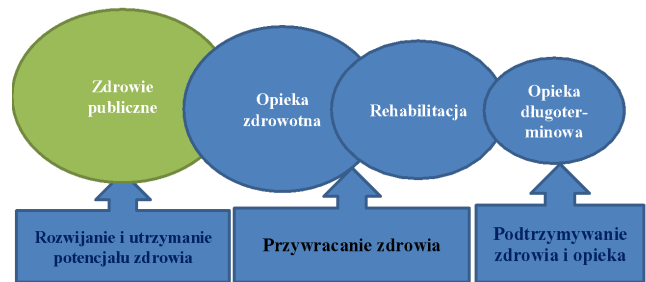 Zdrowie
publiczne
Opieka
zdrowotna
Rehabilitacja
Opieka
długoter-
minowa
Rozwijanie i utrzymanie
potencjału zdrowia
Przywracanie zdrowia
Podtrzymywanie
zdrowia i opieka